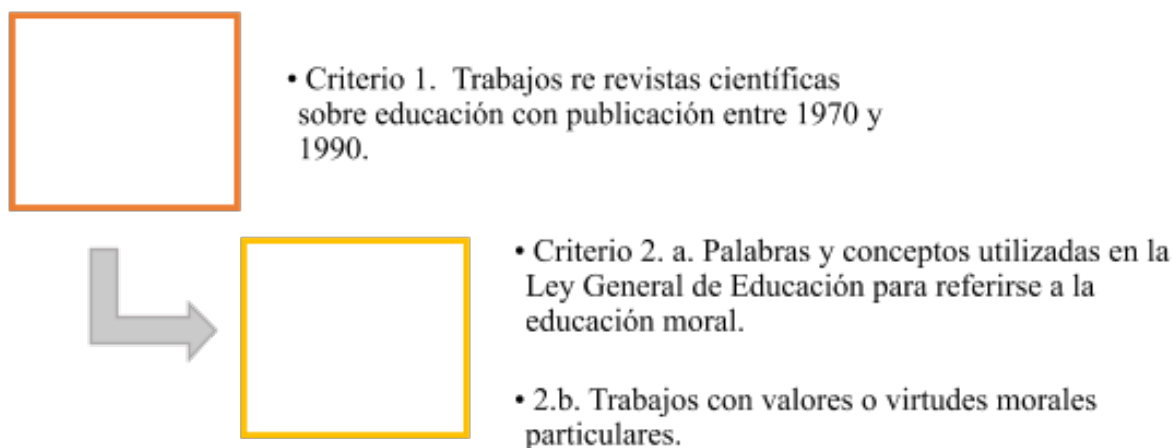 • Criterio 1.  Trabajos re revistas científicas
sobre educación con publicación entre 1970 y
1990.
• Criterio 2. a. Palabras y conceptos utilizadas en la
Ley General de Educación para referirse a la
educación moral.
• 2.b. Trabajos con valores o virtudes morales
particulares.